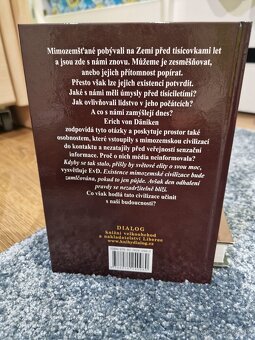 Mimozemšťané pobývali na Zemi před tisícovkami let
a jsou zde s námi znovu. Můžeme je zesměšňovat,
anebo jejich přítomnost popírat.
Přesto však lze jejich existenci potvrdit.
Jaké s námi měli úmysly před tisíciletími?
Jak ovlivňovali lidstvo v jeho počátcích?
A co s námi zamýšlejí dnes?
Erich von Däniken
zodpovídá tyto otázky a poskytuje prostor také
osobnostem, které vstoupily s mimozemskou civilizací
do kontaktu a nezatajily před veřejností senzační
informace. Proč o nich média neinformovala?
Kdyby se tak stalo, přišly by světové elity o svou moc,
vysvětluje EvD. Existence mimozemské civilizace bude
zamlčována, pokud to jen půjde. Avšak den odhalení
pravdy se nezadržitelně blíží.
Co však hodlá tato civilizace učinit
s naší budoucností?
DIALOG
knižní velkoobchod
a nakladatelství Liberec
www.knihydialog.cz